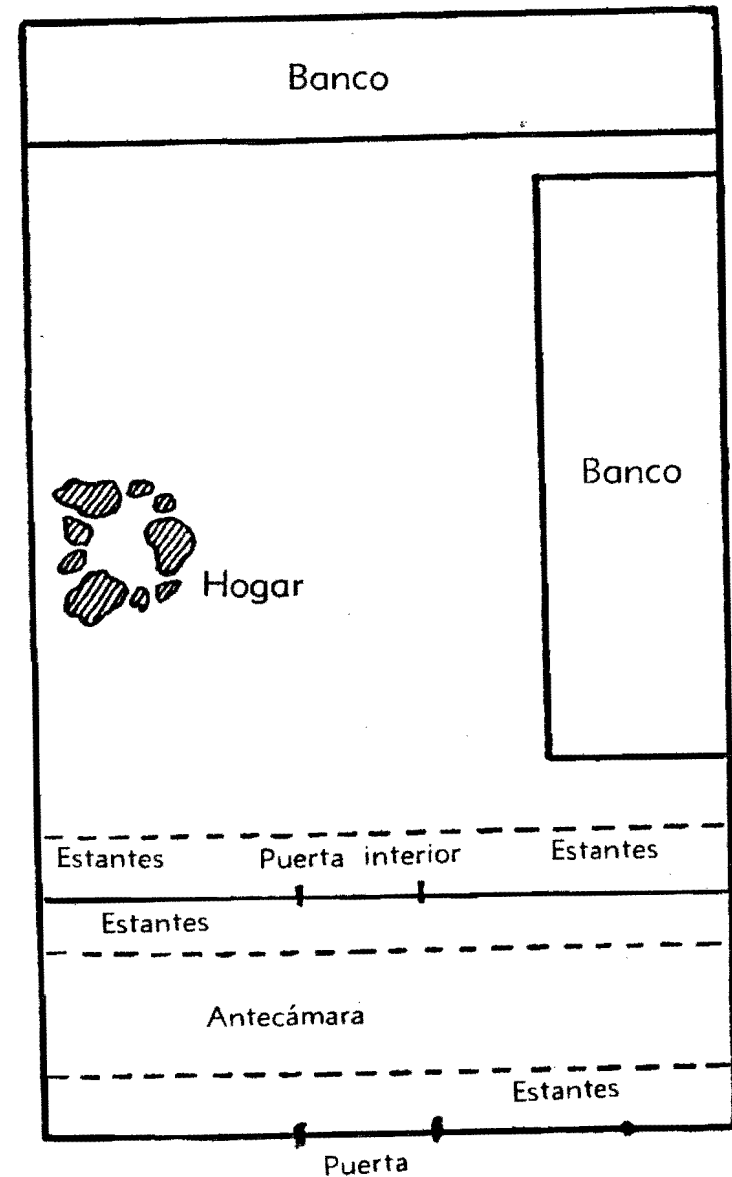 Banco
Banco
Hogar
Estantes Puerta interior Estantes
Estantes
Antecámara
Estantes
Puerta